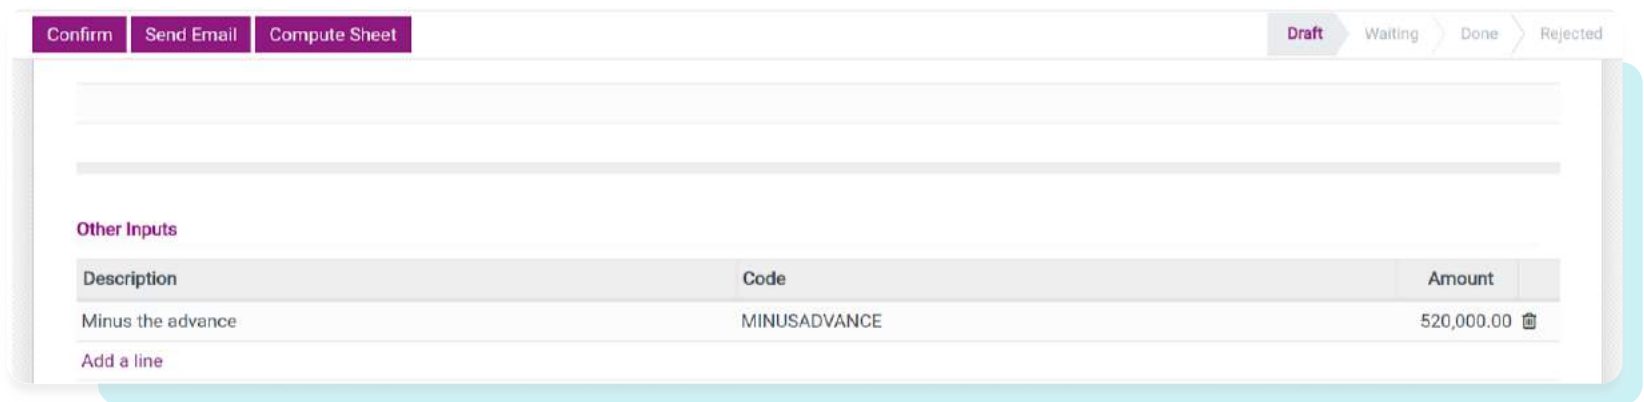 Confirm Send Email Compute Sheet Draft Waiting Done Rejected
Other Inputs
Description Code Amount
Minus the advance MINUSADVANCE 520,000.00
Add a line